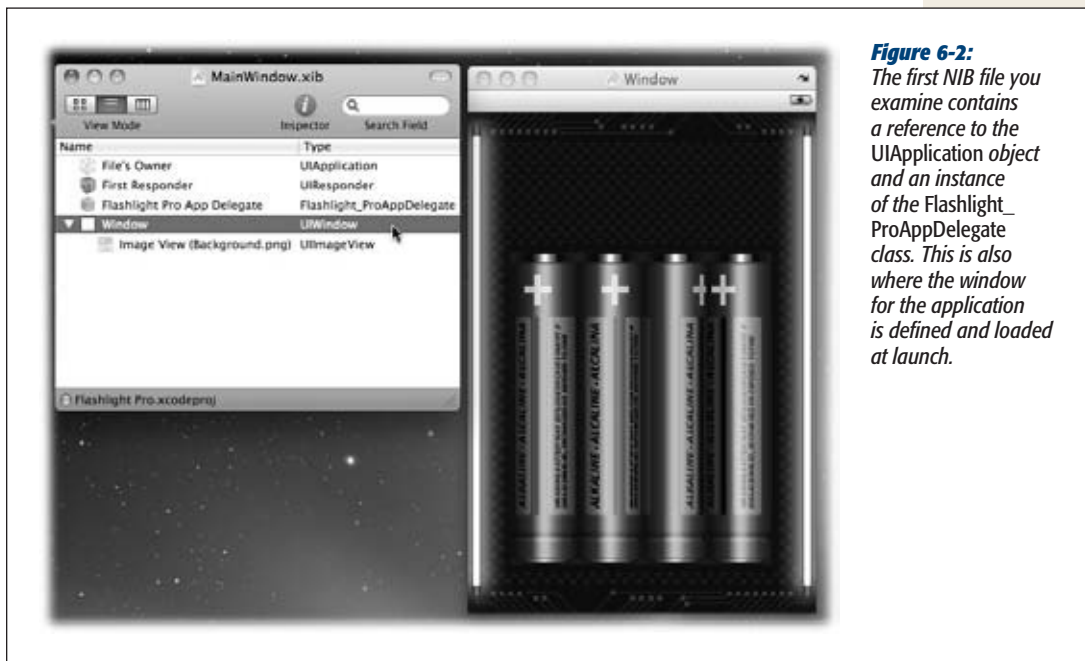 MainWindow.xib
View Mode
Inspector
Search Field
Name Type
File's Owner UIApplication
First Responder UIResponder
Flashlight Pro App Delegate Flashlight_ProAppDelegate
Window UIWindow
Image View (Background.png) UIImageView
Flashlight Pro.xcodeproj
Window
ALKALINE - ALCALINA
ALKALINE - ALCALINA
ALKALINE - ALCALINA
ALKALINE - ALCALINA
Figure 6-2:
The first NIB file you
examine contains
a reference to the
UIApplication object
and an instance
of the Flashlight_
ProAppDelegate
class. This is also
where the window
for the application
is defined and loaded
at launch.